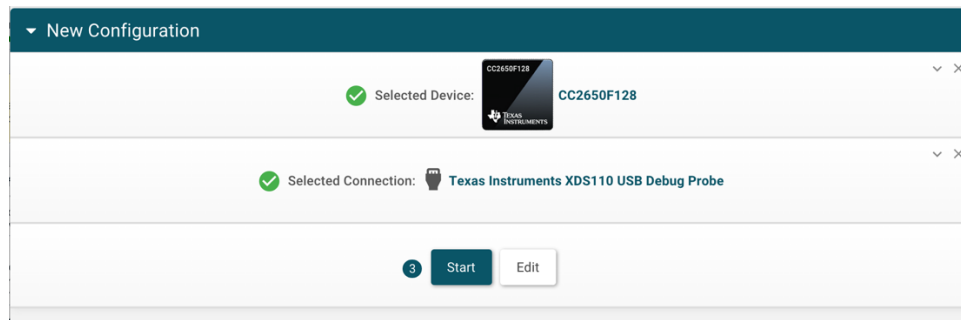 New Configuration
CC2650F128
Selected Device:
TEXAS
INSTRUMENTS
CC2650F128
Selected Connection: Texas Instruments XDS110 USB Debug Probe
3 Start Edit